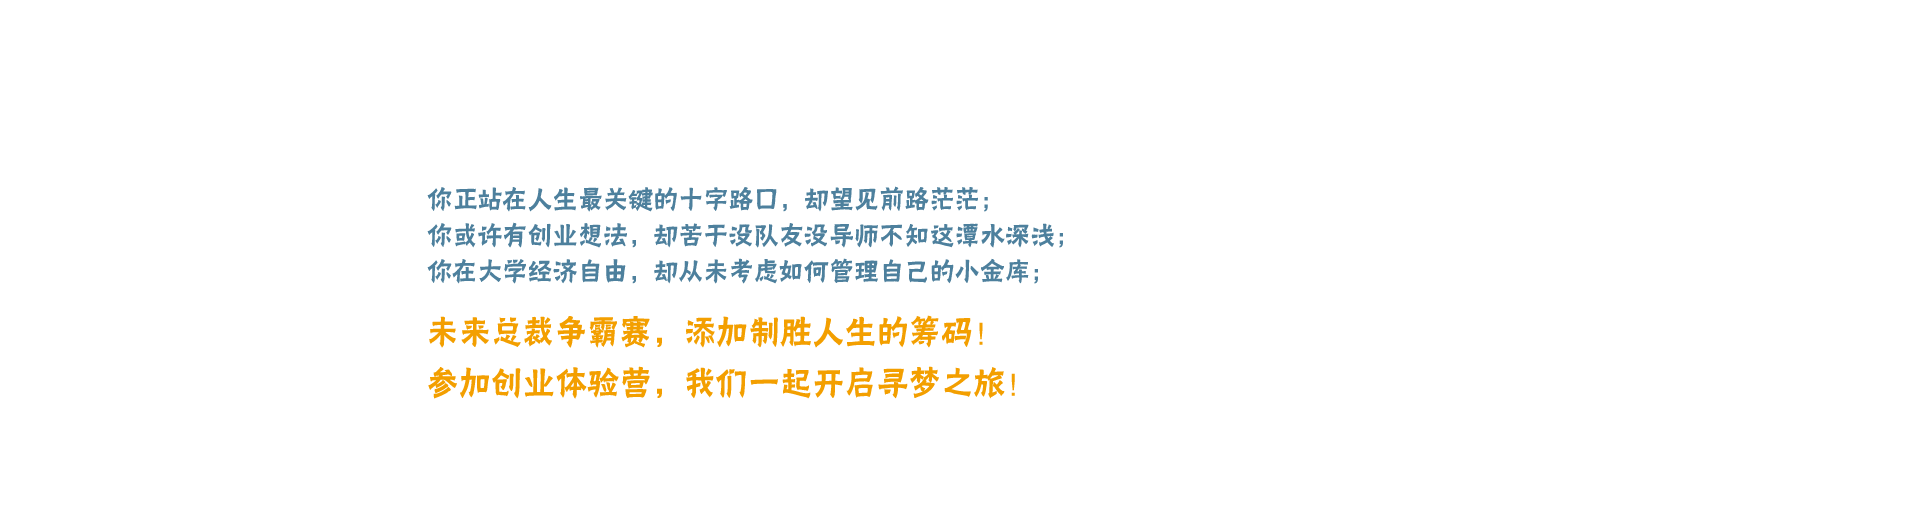 你正站在人生最关键的十字路口，却望见前路茫茫；
你或许有创业想法，却苦于没队友没导师不知这潭水深浅；
你在大学经济自由，却从未考虑如何管理自己的小金库；
未来总裁争霸赛，添加制胜人生的筹码！
参加创业体验营，我们一起开启寻梦之旅！